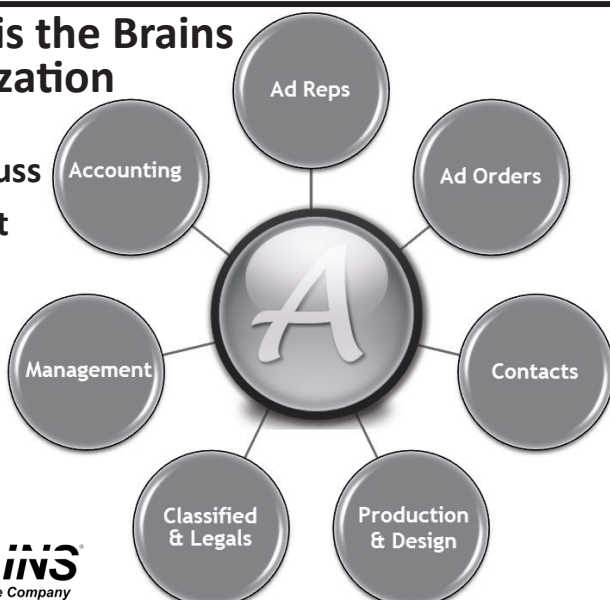 is the Brains
zation
uss
t
Ad Reps
Accounting
Ad Orders
A
Management
Contacts
Classified
& Legals
Production
& Design
INS®
e Company